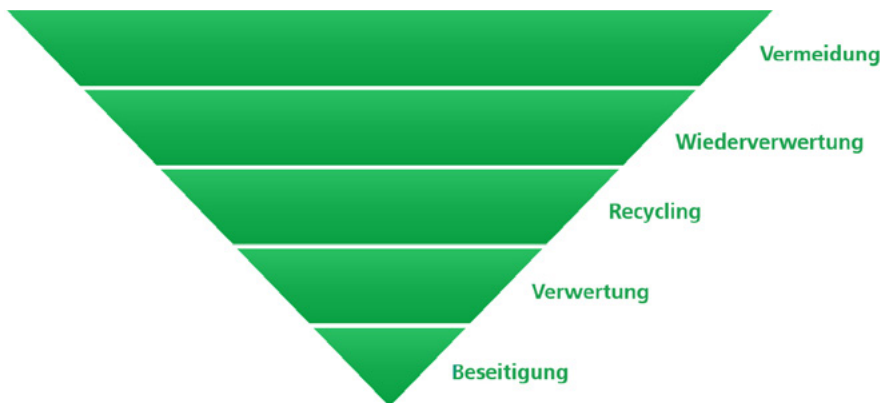 Vermeidung
Wiederverwertung
Recycling
Verwertung
Beseitigung